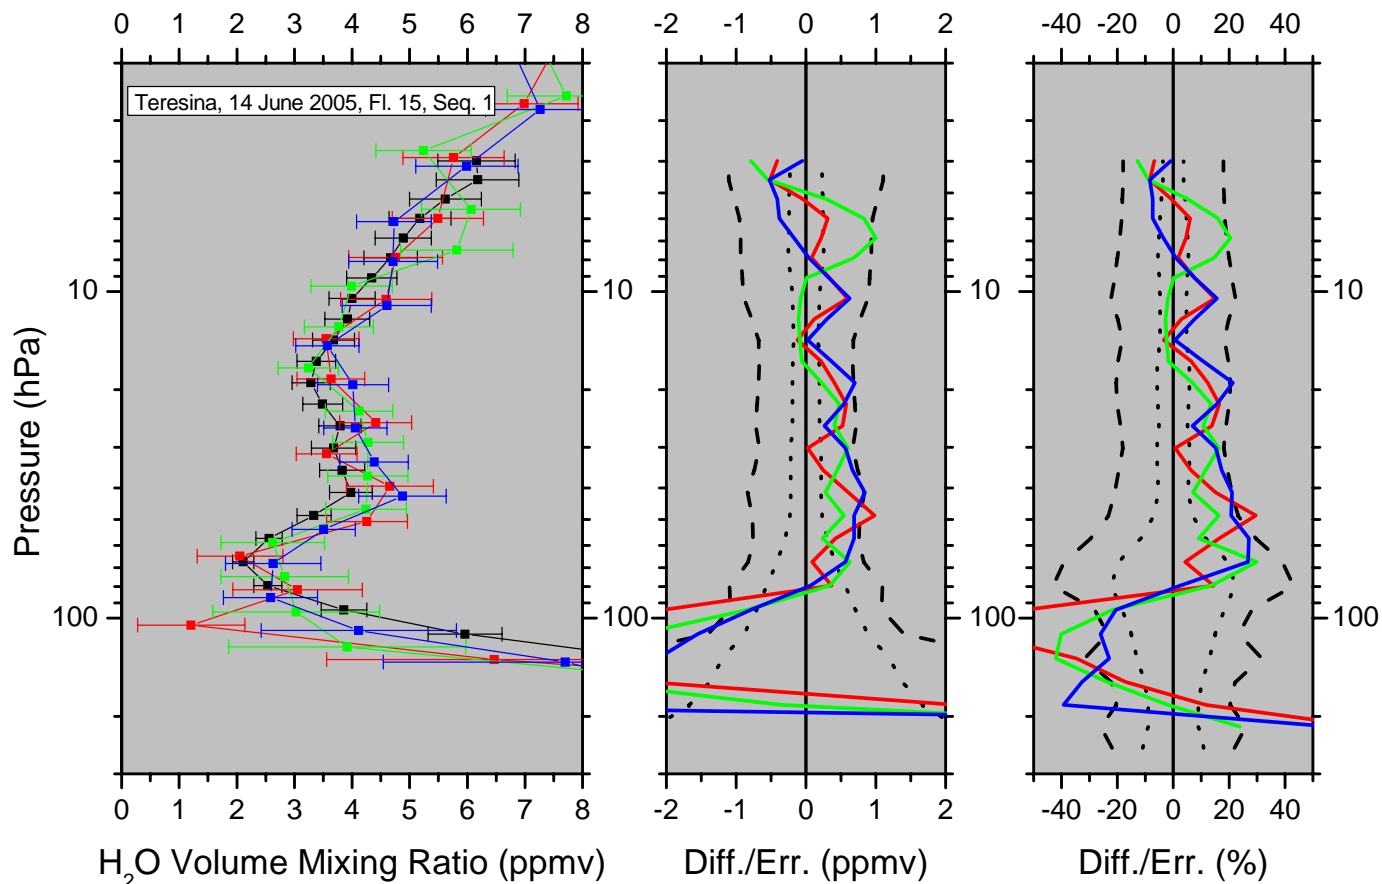 0 1 2 3 4 5 6 7 8
-2 -1 0 1 2
-40 -20 0 20 40
Teresina, 14 June 2005, Fl. 15, Seq. 1
Pressure (hPa)
10
100
10
100
10
100
0 1 2 3 4 5 6 7 8
-2 -1 0 1 2
-40 -20 0 20 40
H₂O Volume Mixing Ratio (ppmv)
Diff./Err. (ppmv)
Diff./Err. (%)